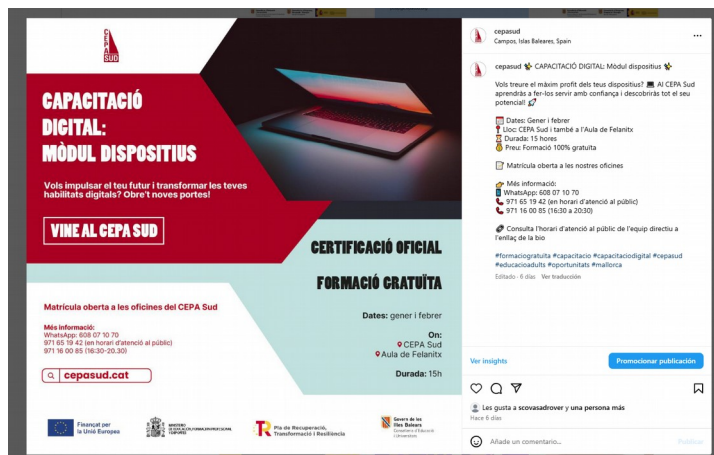 CEPA SUD
CAPACITACIÓ
DIGITAL:
MÒDUL DISPOSITIUS
Vols impulsar el teu futur i transformar les teves
habilitats digitals? Obre't noves portes!
VINE AL CEPA SUD
CERTIFICACIÓ OFICIAL
FORMACIÓ GRATUÏTA
Matrícula oberta a les oficines del CEPA Sud
Més informació:
WhatsApp: 608 07 10 70
971 65 19 42 (en horari d'atenció al públic)
971 16 00 85 (16:30-20.30)
cepasud.cat
Dates: gener i febrer
On:
CEPA Sud
Aula de Felanitx
Durada: 15h
Finançat per
la Unió Europea
MINISTERIO
DE EDUCACIÓN, FORMACIÓN PROFESIONAL
Y DEPORTES
Pla de Recuperació,
Transformació i Resiliència
Govern de les
Illes Balears
Conselleria d'Educació
i Universitats
cepasud
Campos, Islas Baleares, Spain
cepasud ✨ CAPACITACIÓ DIGITAL: Mòdul dispositius ✨
Vols treure el màxim profit dels teus dispositius? 💻 Al CEPA Sud
aprendràs a fer-los servir amb confiança i descobriràs tot el seu
potencial! 🚀
📅 Dates: Gener i febrer
📍 Lloc: CEPA Sud i també a l'Aula de Felanitx
⏳ Durada: 15 hores
💰 Preu: Formació 100% gratuïta
📝 Matrícula oberta a les nostres oficines
👉 Més informació:
📱 WhatsApp: 608 07 10 70
📞 971 65 19 42 (en horari d'atenció al públic)
📞 971 16 00 85 (16:30 a 20:30)
🔗 Consulta l'horari d'atenció al públic de l'equip directiu a
l'enllaç de la bio
#formaciogratuita #capacitacio #capacitaciodigital #cepasud
#educacioadults #oportunitats #mallorca
Editado · 6 días Ver traducción
Ver insights
Promocionar publicación
Les gusta a scovasadrover y una persona más
Hace 6 días
Añade un comentario...
Publicar